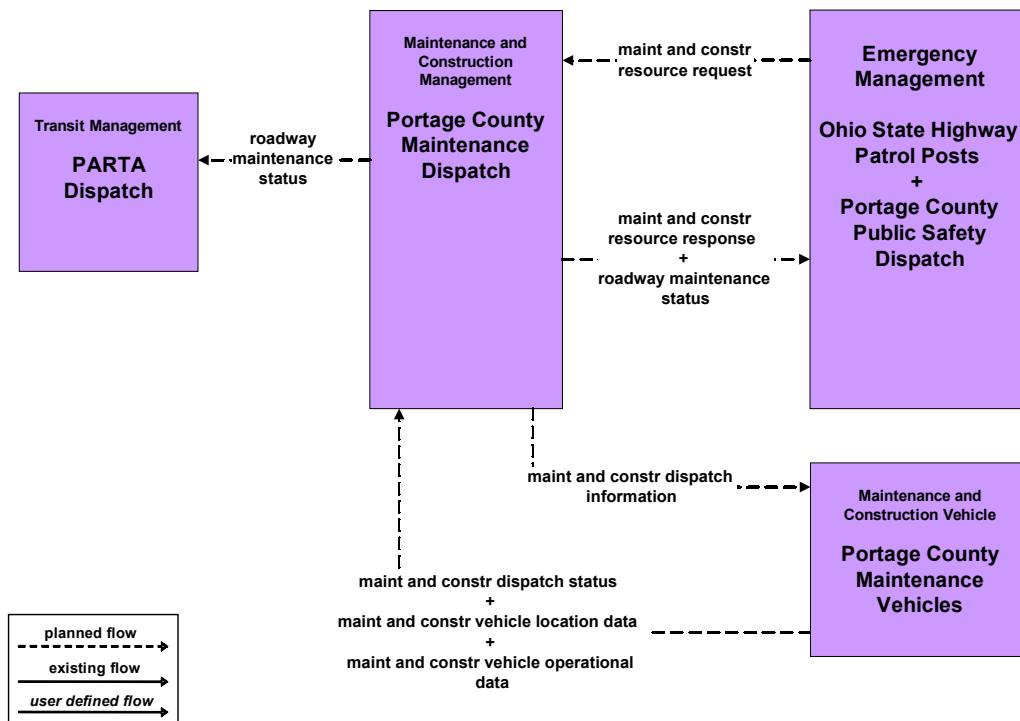 Transit Management
PARTA
Dispatch
roadway
maintenance
status
Maintenance and
Construction
Management
Portage County
Maintenance
Dispatch
maint and constr
resource request
maint and constr
resource response
+
roadway maintenance
status
Emergency
Management
Ohio State Highway
Patrol Posts
+
Portage County
Public Safety
Dispatch
maint and constr dispatch
information
Maintenance and
Construction Vehicle
Portage County
Maintenance
Vehicles
maint and constr dispatch status
+
maint and constr vehicle location data
+
maint and constr vehicle operational
data
planned flow
existing flow
user defined flow